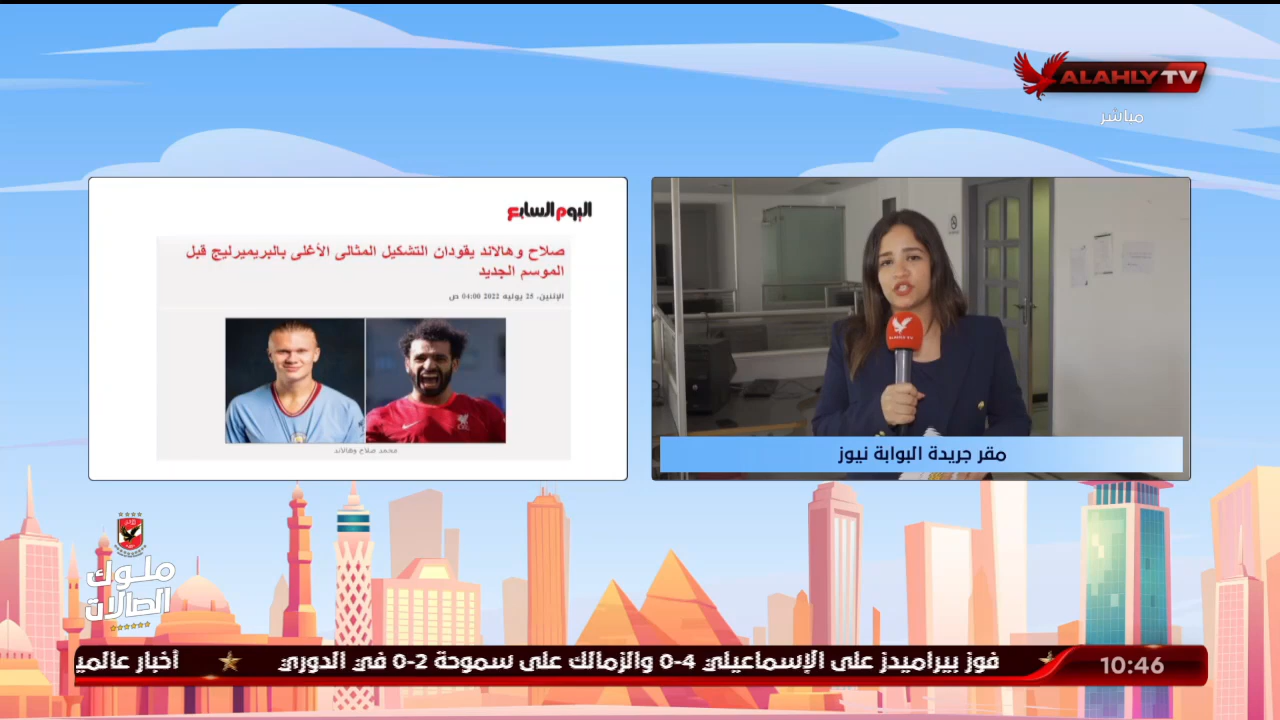 ALAHLY TV
مباشر
اليوم السابع
صلاح وهالاند يقودان التشكيل المثالى الأغلى بالبريميرليج قبل
الموسم الجديد
الإثنين، 25 يوليه 2022 04:00 ص
محمد صلاح وهالاند
ALAHLY TV
مقر جريدة البوابة نيوز
ملوك
الصالات
10:46
فوز بيراميدز على الإسماعيلي 4-0 والزمالك على سموحة 2-0 في الدوري
أخبار عالمي